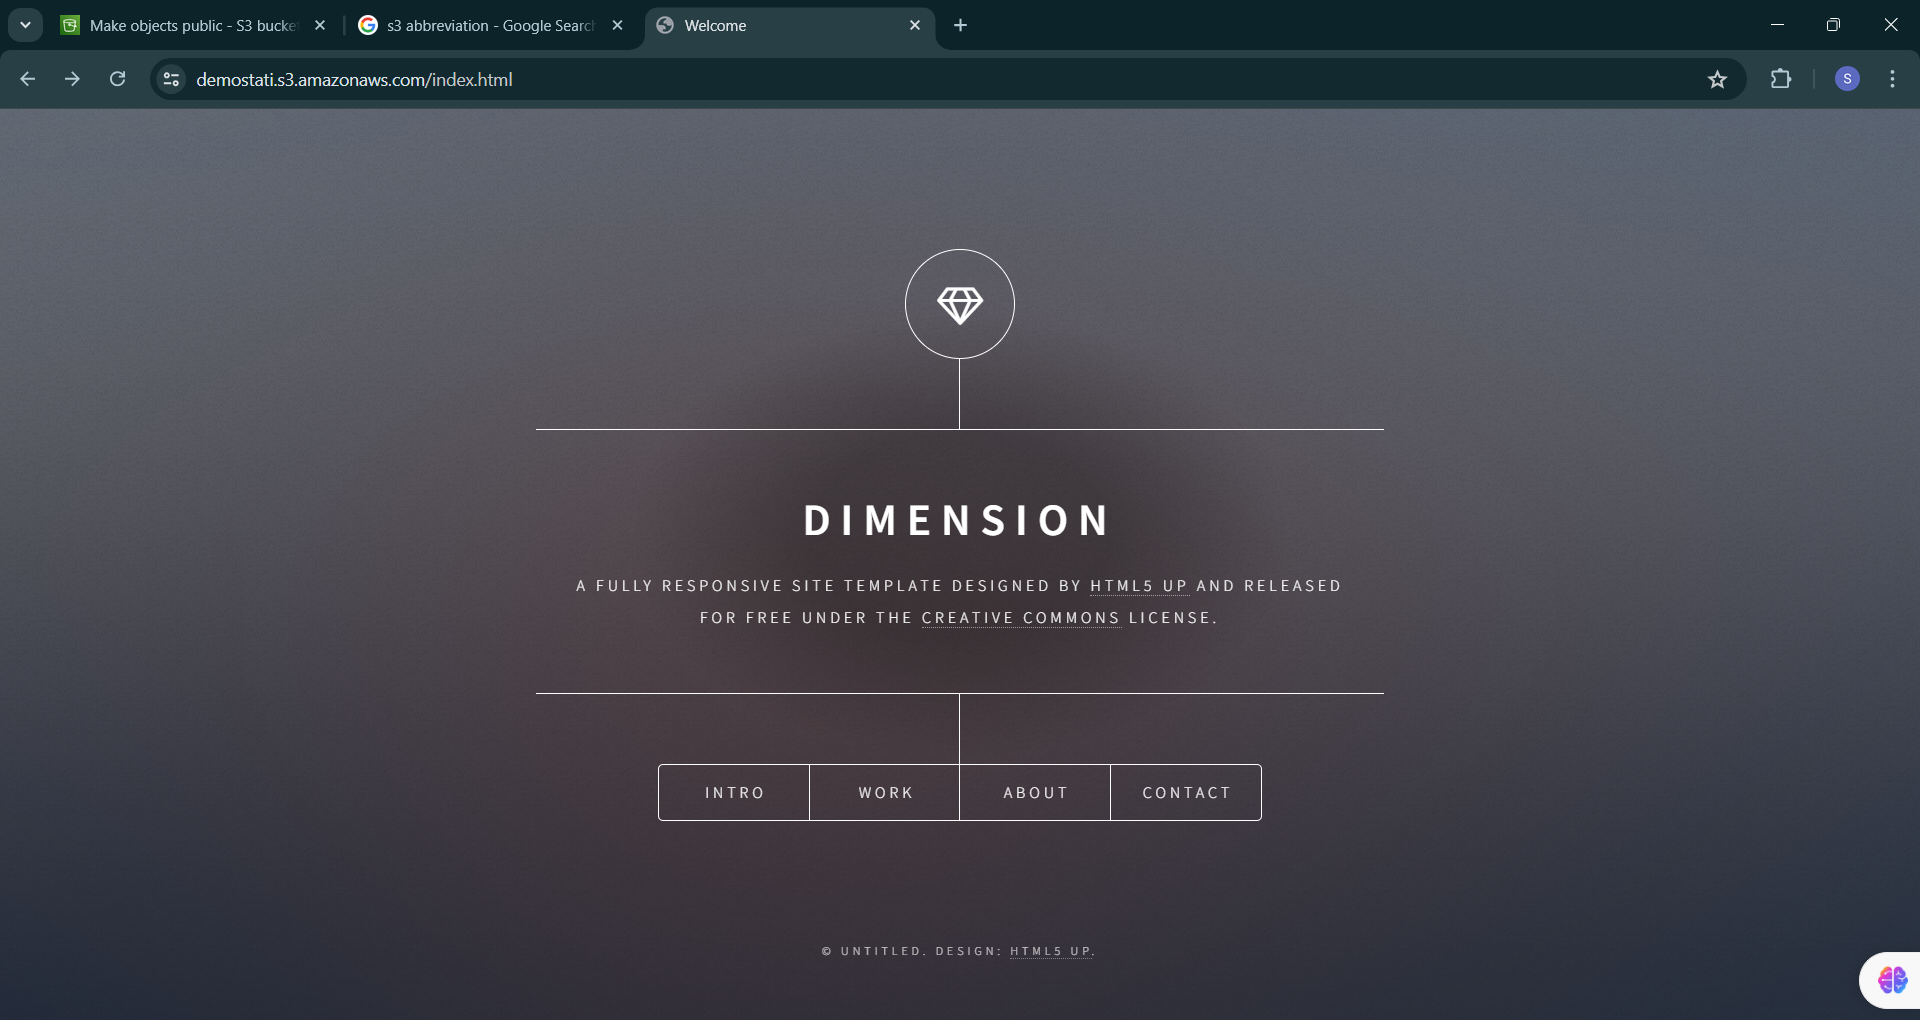 Make objects public - S3 bucke
s3 abbreviation - Google Search
Welcome
demostati.s3.amazonaws.com/index.html
S
DIMENSION
A FULLY RESPONSIVE SITE TEMPLATE DESIGNED BY HTML5 UP AND RELEASED
FOR FREE UNDER THE CREATIVE COMMONS LICENSE.
INTRO
WORK
ABOUT
CONTACT
© UNTITLED. DESIGN: HTML5 UP.